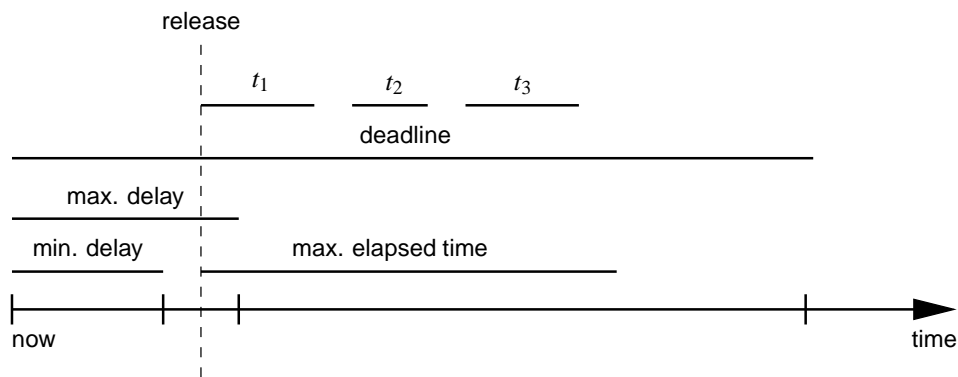 release
t1 t2 t3
deadline
max. delay
min. delay max. elapsed time
now time